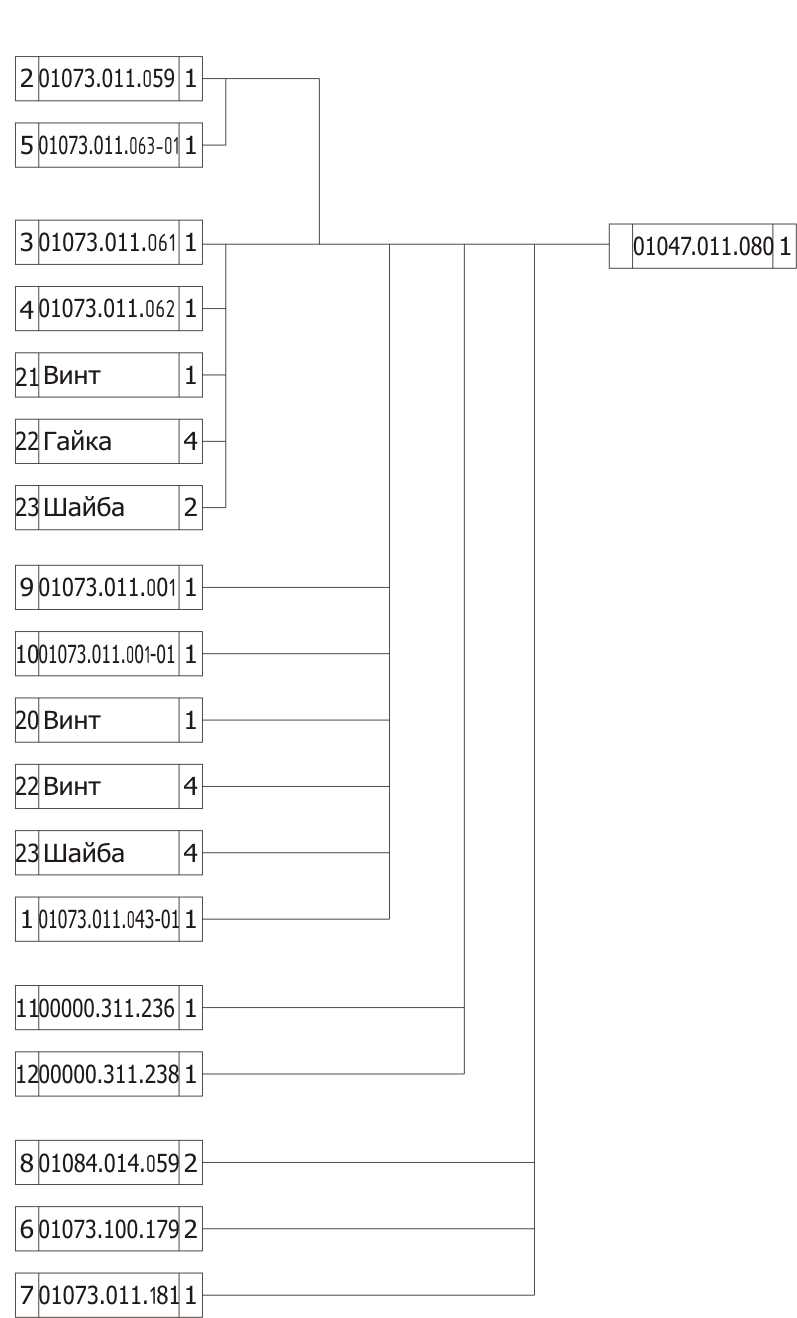 2 01073.011.059 1
5 01073.011.063-01 1
3 01073.011.061 1
01047.011.080 1
4 01073.011.062 1
21 Винт 1
22 Гайка 4
23 Шайба 2
9 01073.011.001 1
10 01073.011.001-01 1
20 Винт 1
22 Винт 4
23 Шайба 4
1 01073.011.043-01 1
11 00000.311.236 1
12 00000.311.238 1
8 01084.014.059 2
6 01073.100.179 2
7 01073.011.181 1